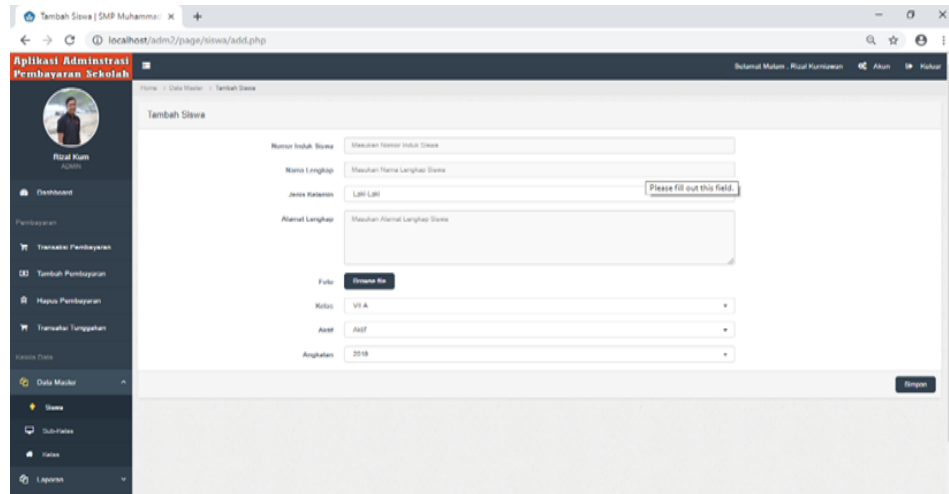 Tambah Siswa | SMP Muhammad
localhost/adm2/page/siswa/add.php
Aplikasi Adminstrasi
Pembayaran Sekolah
Selamat Malam , Rizal Kurniawan
Akun
Keluar
Home > Data Master > Tambah Siswa
Tambah Siswa
Rizal Kurn
ADMIN
Dashboard
Pembayaran
Transaksi Pembayaran
Tambah Pembayaran
Hapus Pembayaran
Transaksi Tunggakan
Kelola Data
Data Master
Siswa
Sub-Kelas
Kelas
Laporan
Nomor Induk Siswa
Masukan Nomor Induk Siswa
Nama Lengkap
Masukan Nama Lengkap Siswa
Jenis Kelamin
Laki-Laki
Please fill out this field.
Alamat Lengkap
Masukan Alamat Lengkap Siswa
Foto
Browse file
Kelas
VII A
Aktif
Aktif
Angkatan
2018
Simpan